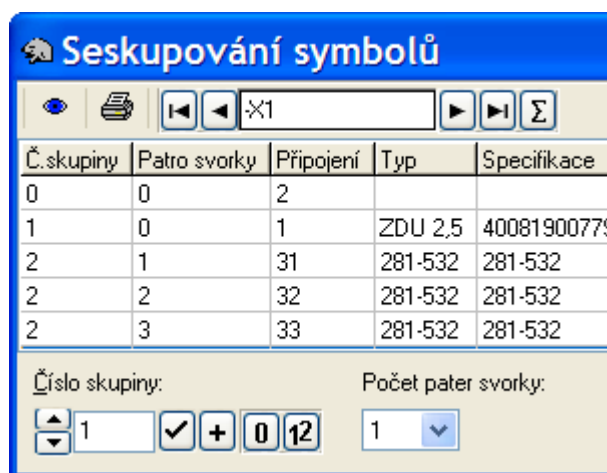 Seskupování symbolů
-X1 Σ
Č.skupiny Patro svorky Připojení Typ Specifikace
0 0 2
1 0 1 ZDU 2,5 40081900779
2 1 31 281-532 281-532
2 2 32 281-532 281-532
2 3 33 281-532 281-532
Číslo skupiny: Počet pater svorky:
1 + 0 12 1